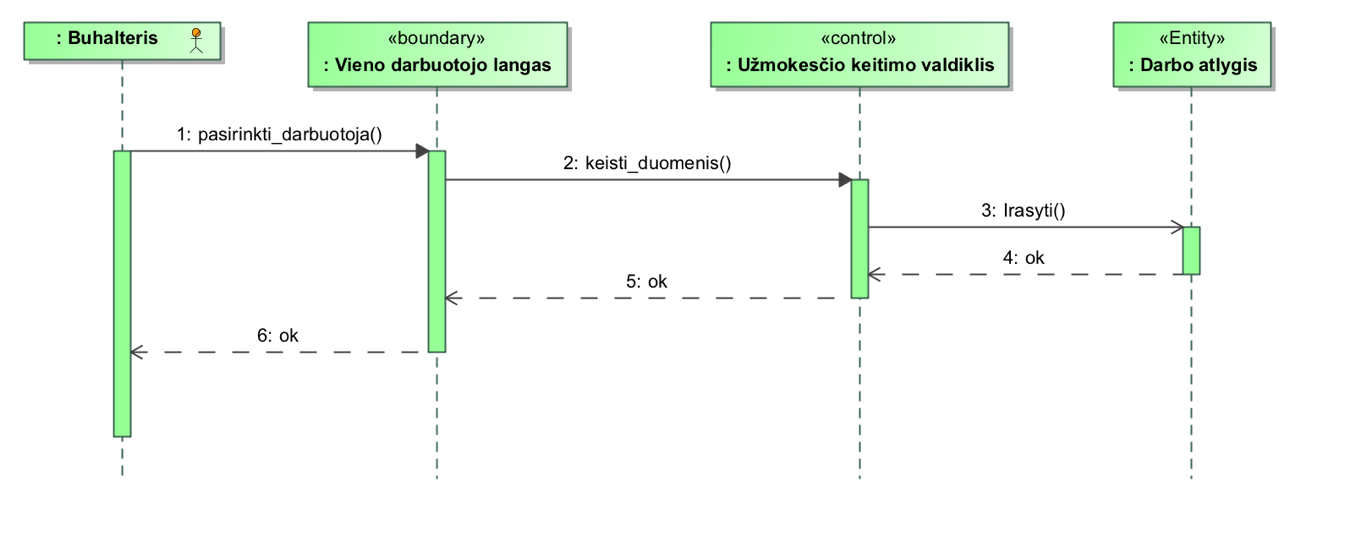 : Buhalteris
«boundary»
: Vieno darbuotojo langas
«control»
: Užmokesčio keitimo valdiklis
«Entity»
: Darbo atlygis
1: pasirinkti_darbuotoja()
2: keisti_duomenis()
3: Irasyti()
4: ok
5: ok
6: ok